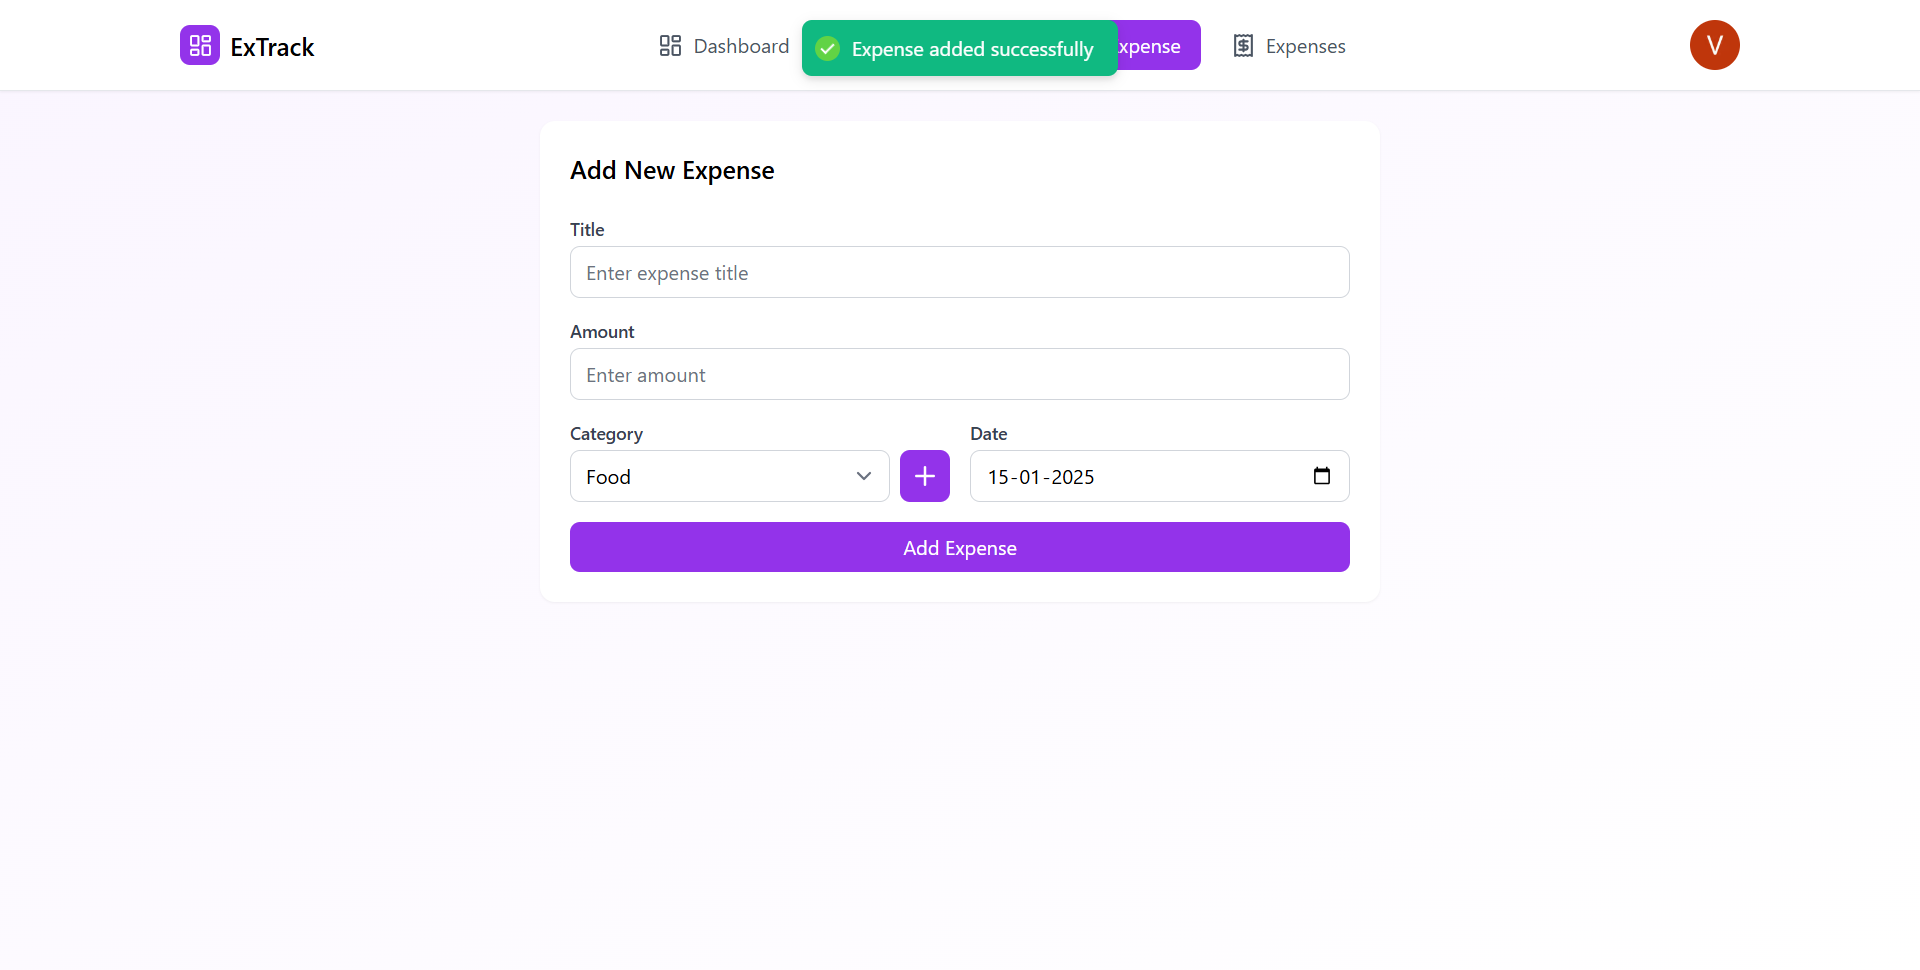 ExTrack
Dashboard
Expense added successfully
xpense
Expenses
V
Add New Expense
Title
Enter expense title
Amount
Enter amount
Category
Date
Food
15-01-2025
Add Expense